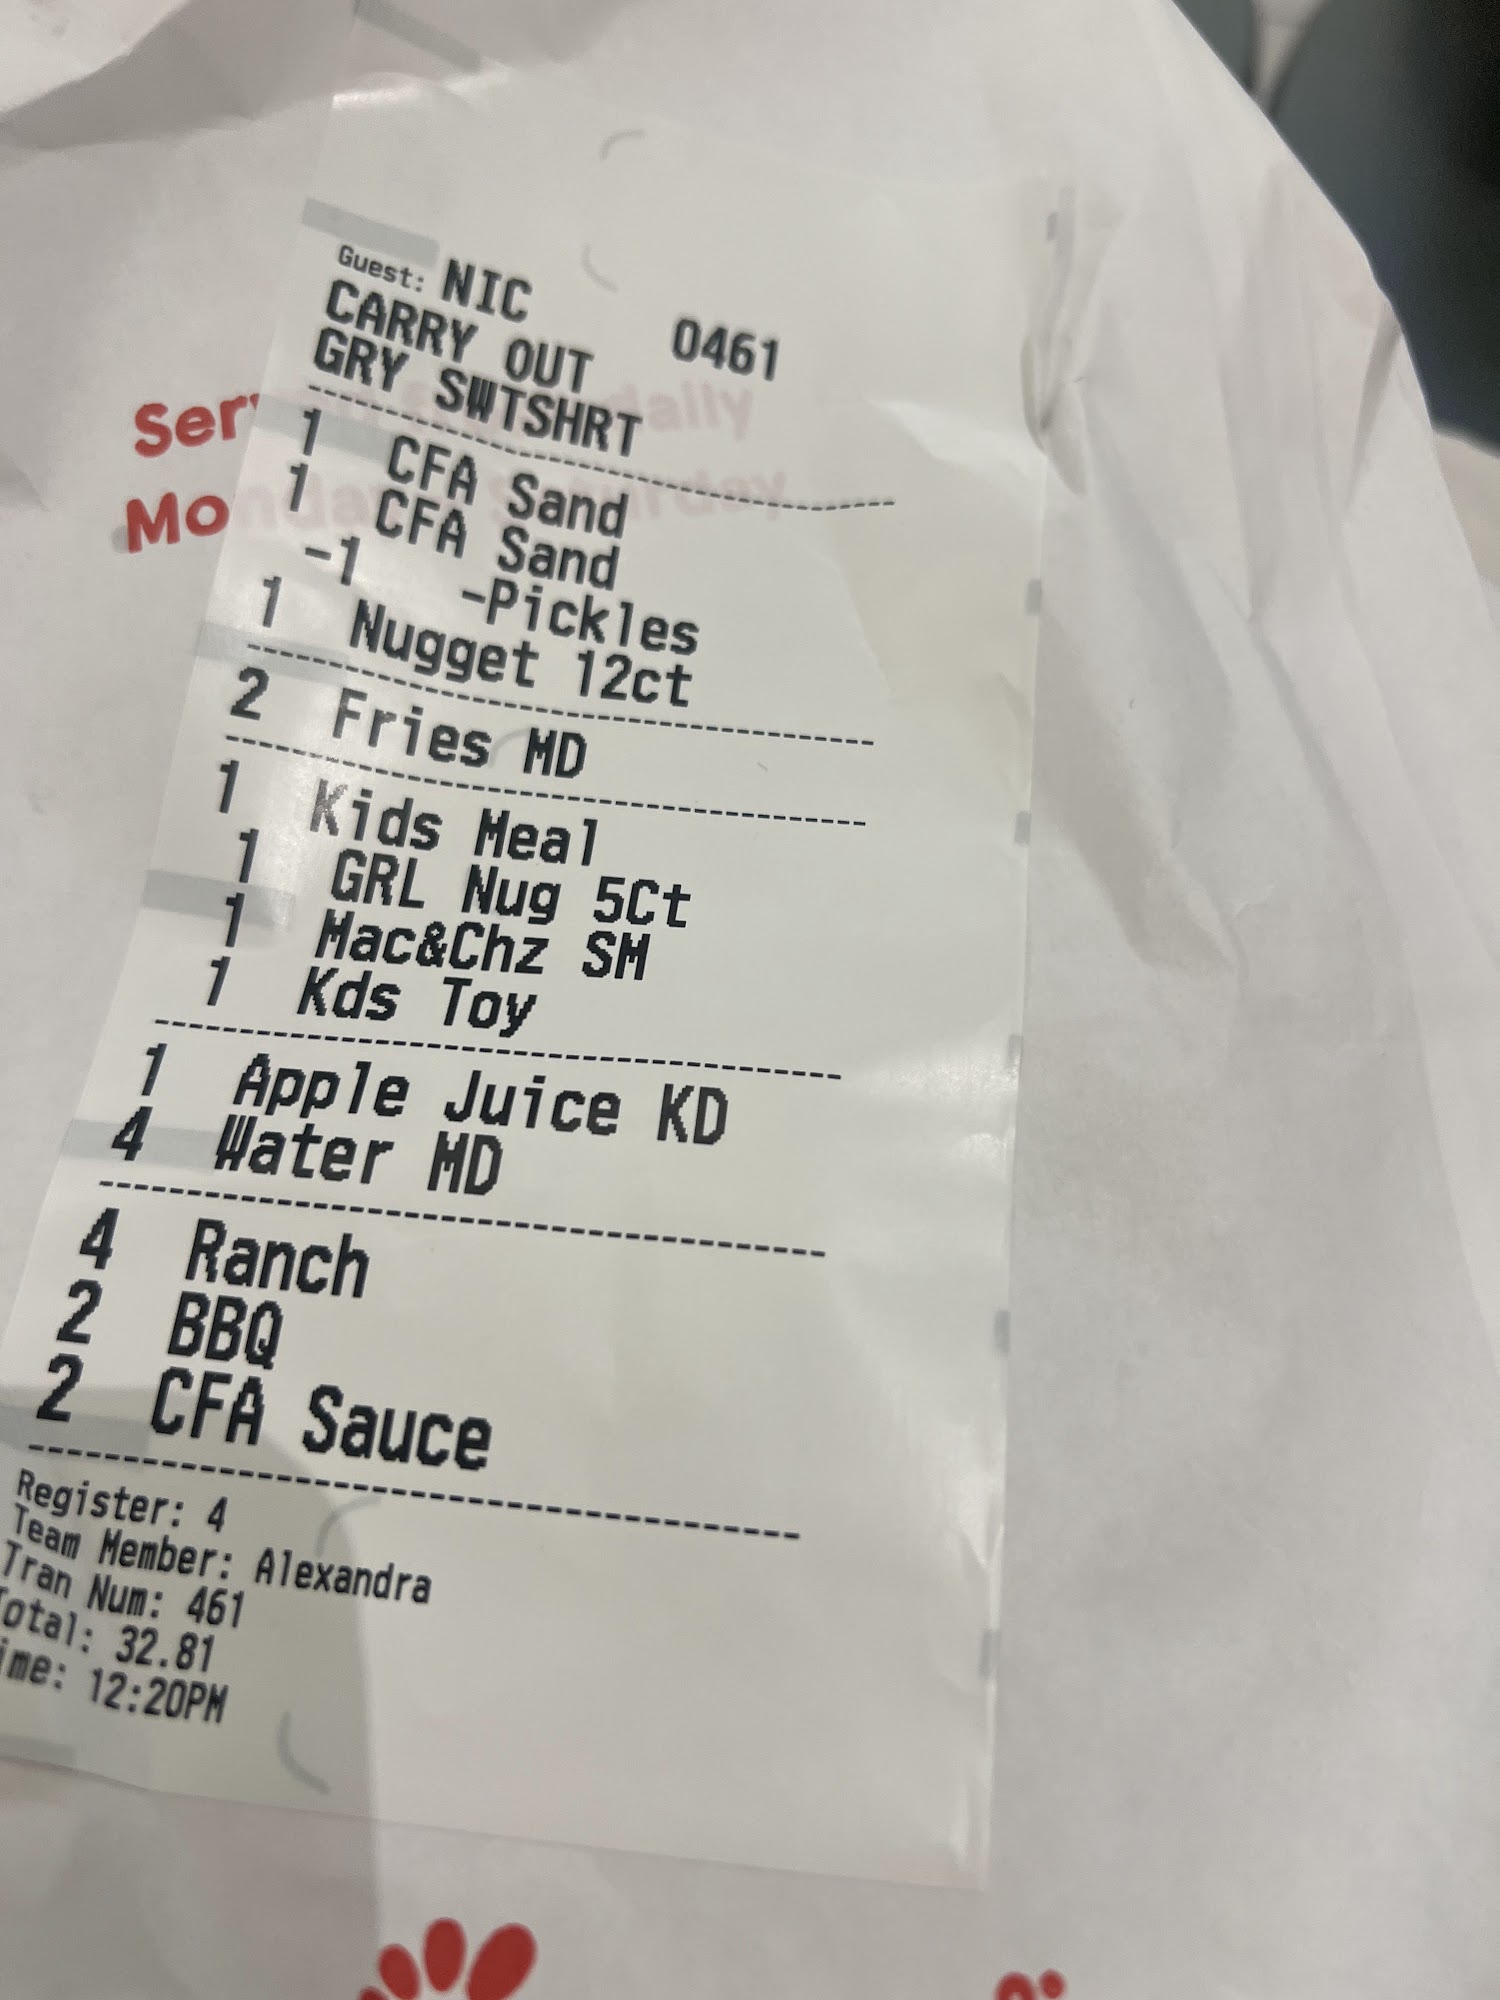 Guest: NIC 0461
CARRY OUT
GRY SWTSHRT
1 CFA Sand
1 CFA Sand
-1 -Pickles
1 Nugget 12ct
2 Fries MD
1 Kids Meal
1 GRL Nug 5Ct
1 Mac&Chz SM
1 Kds Toy
1 Apple Juice KD
4 Water MD
4 Ranch
2 BBQ
2 CFA Sauce
Register: 4
Team Member: Alexandra
Tran Num: 461
otal: 32.81
ime: 12:20PM
daily